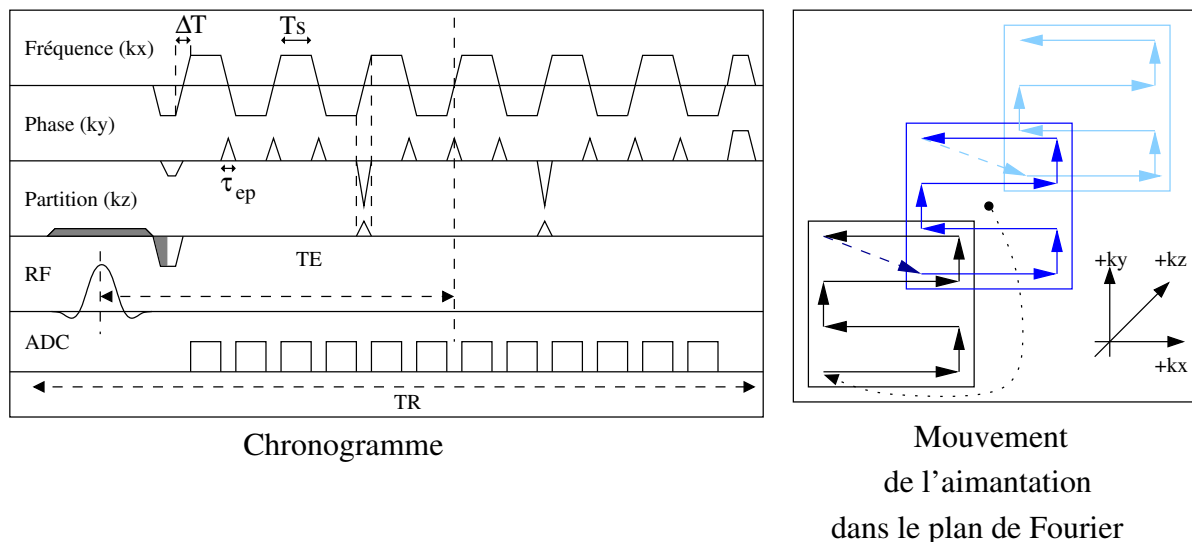 ΔT
Ts
Fréquence (kx)
Phase (ky)
τep
Partition (kz)
TE
RF
ADC
TR
Chronogramme
+ky
+kz
+kx
Mouvement
de l'aimantation
dans le plan de Fourier